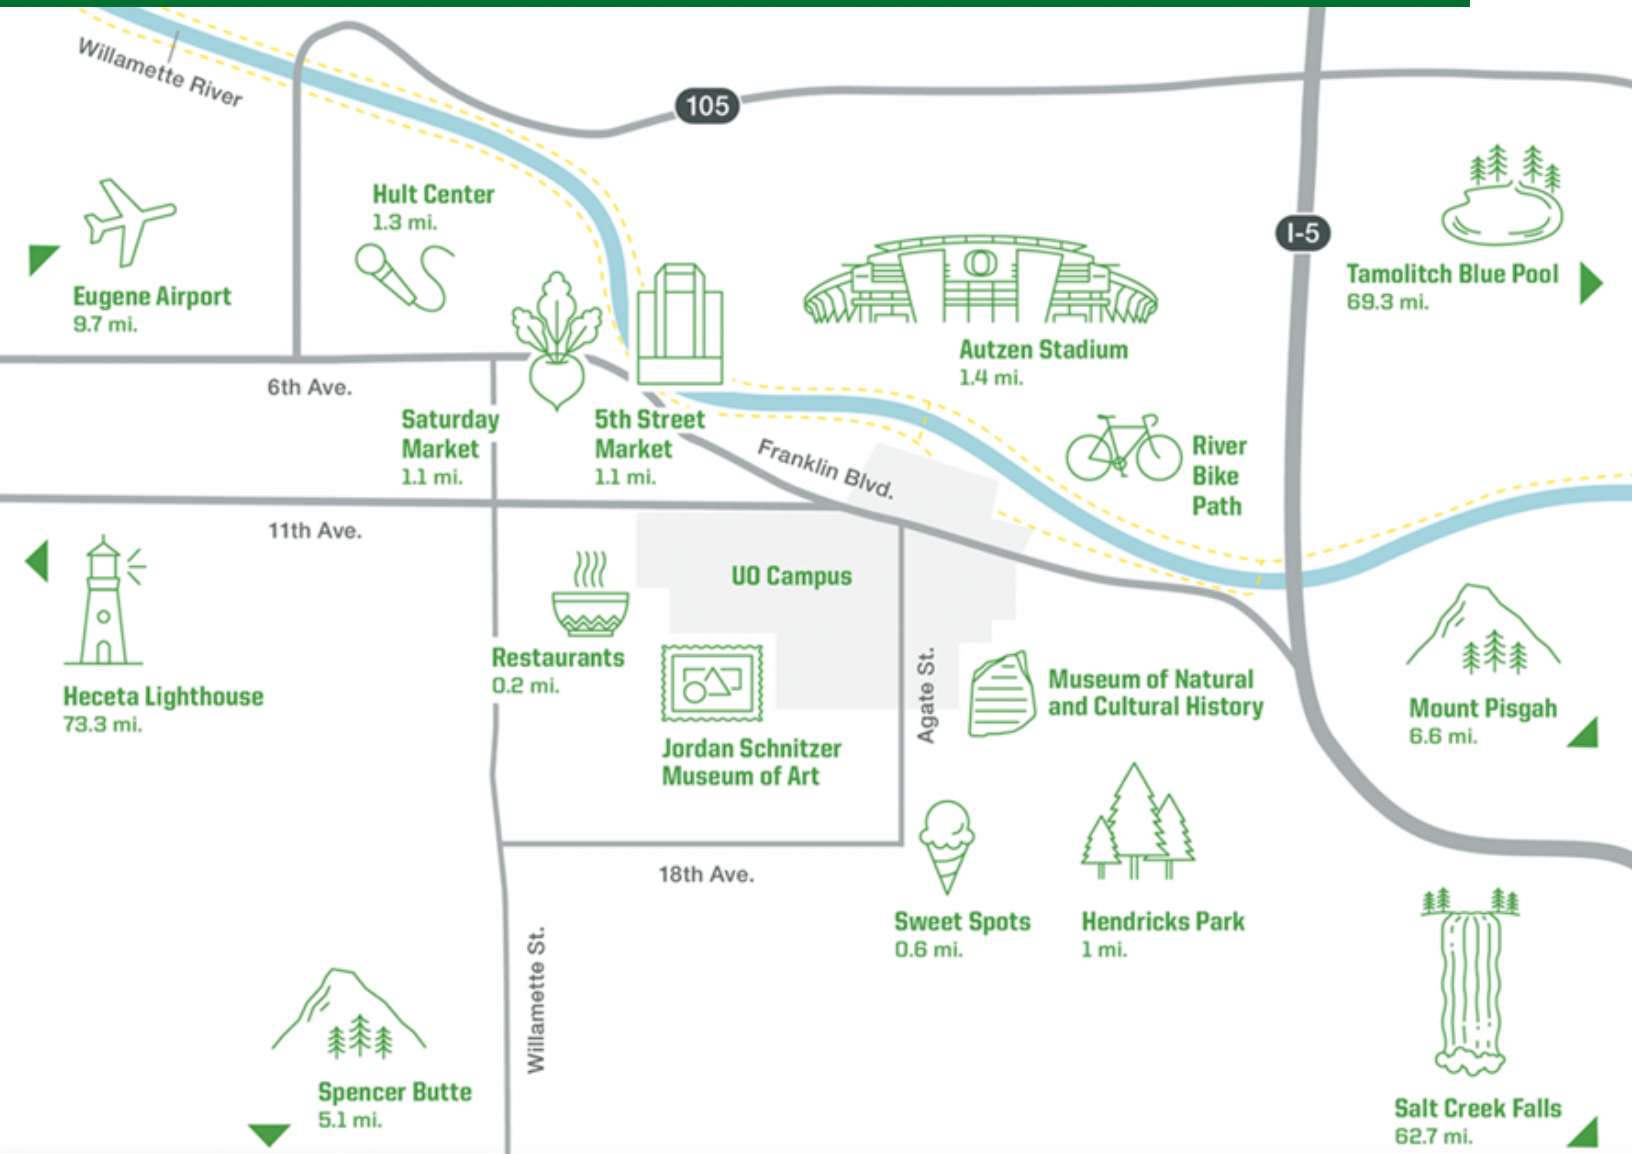 Willamette River
105
Hult Center
1.3 mi.
I-5
Eugene Airport
9.7 mi.
Tamolitch Blue Pool
69.3 mi.
Autzen Stadium
1.4 mi.
6th Ave.
Saturday
Market
1.1 mi.
5th Street
Market
1.1 mi.
Franklin Blvd.
River
Bike
Path
11th Ave.
UO Campus
Restaurants
0.2 mi.
Heceta Lighthouse
73.3 mi.
Agate St.
Museum of Natural
and Cultural History
Mount Pisgah
6.6 mi.
Jordan Schnitzer
Museum of Art
18th Ave.
Sweet Spots
0.6 mi.
Hendricks Park
1 mi.
Willamette St.
Spencer Butte
5.1 mi.
Salt Creek Falls
62.7 mi.